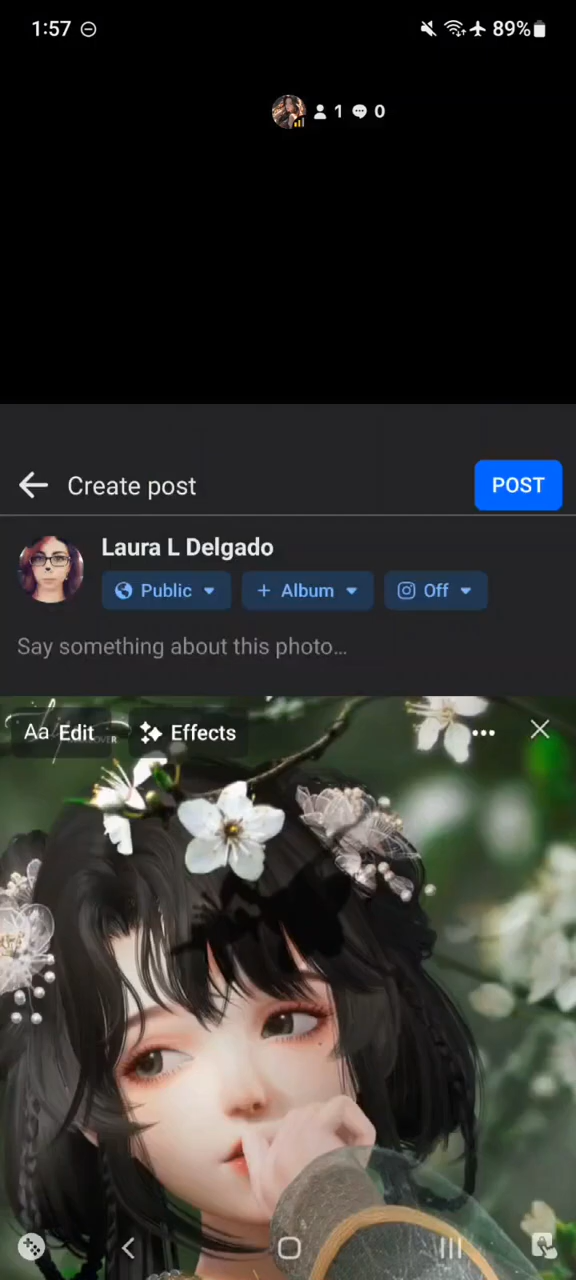 1:57
89%
1
0
Create post
POST
Laura L Delgado
Public
+ Album
Off
Say something about this photo...
Aa Edit
Effects